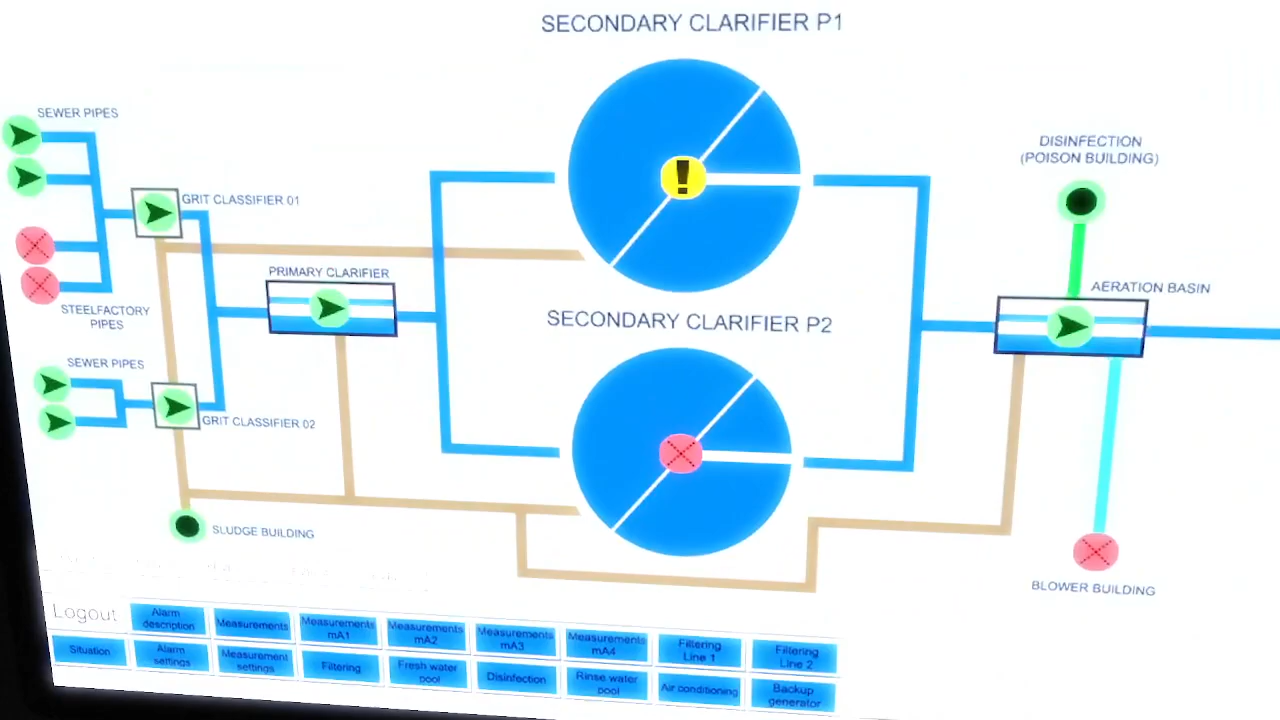 SECONDARY CLARIFIER P1
SEWER PIPES
DISINFECTION
(POISON BUILDING)
GRIT CLASSIFIER 01
!
PRIMARY CLARIFIER
AERATION BASIN
STEELFACTORY
PIPES
SECONDARY CLARIFIER P2
SEWER PIPES
GRIT CLASSIFIER 02
SLUDGE BUILDING
BLOWER BUILDING
Logout
Alarm
description
Measurements
Measurements
mA1
Measurements
mA2
Measurements
mA3
Measurements
mA4
Filtering
Line 1
Filtering
Line 2
Situation
Alarm
settings
Measurement
settings
Filtering
Fresh water
pool
Disinfection
Rinse water
pool
Air conditioning
Backup
generator